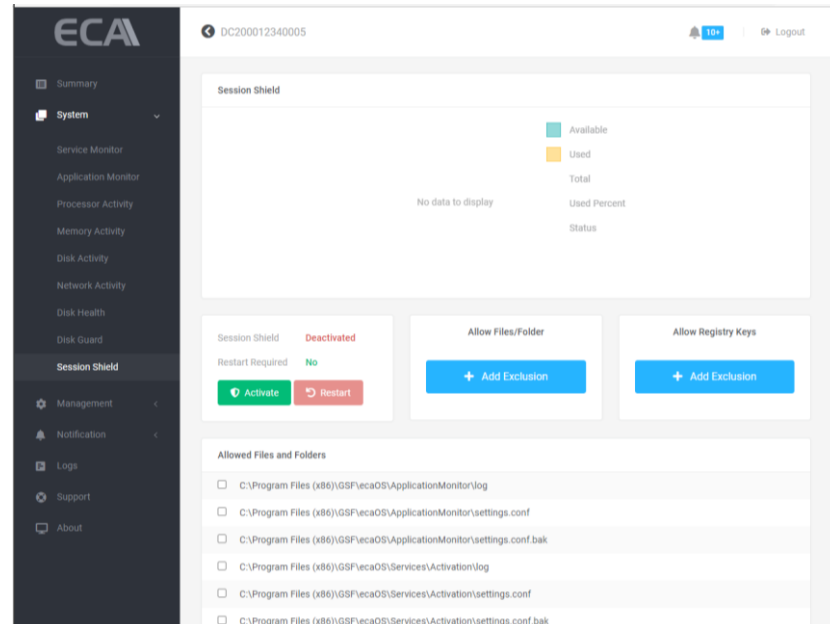 ECA
DC200012340005
10+
Logout
Summary
System
Service Monitor
Application Monitor
Processor Activity
Memory Activity
Disk Activity
Network Activity
Disk Health
Disk Guard
Session Shield
Management
Notification
Logs
Support
About
Session Shield
No data to display
Available
Used
Total
Used Percent
Status
Session Shield Deactivated
Restart Required No
Activate Restart
Allow Files/Folder
+ Add Exclusion
Allow Registry Keys
+ Add Exclusion
Allowed Files and Folders
C:\Program Files (x86)\GSF\ecaOS\ApplicationMonitor\log
C:\Program Files (x86)\GSF\ecaOS\ApplicationMonitor\settings.conf
C:\Program Files (x86)\GSF\ecaOS\ApplicationMonitor\settings.conf.bak
C:\Program Files (x86)\GSF\ecaOS\Services\Activation\log
C:\Program Files (x86)\GSF\ecaOS\Services\Activation\settings.conf
C:\Program Files (x86)\GSF\ecaOS\Services\Activation\settings.conf.bak